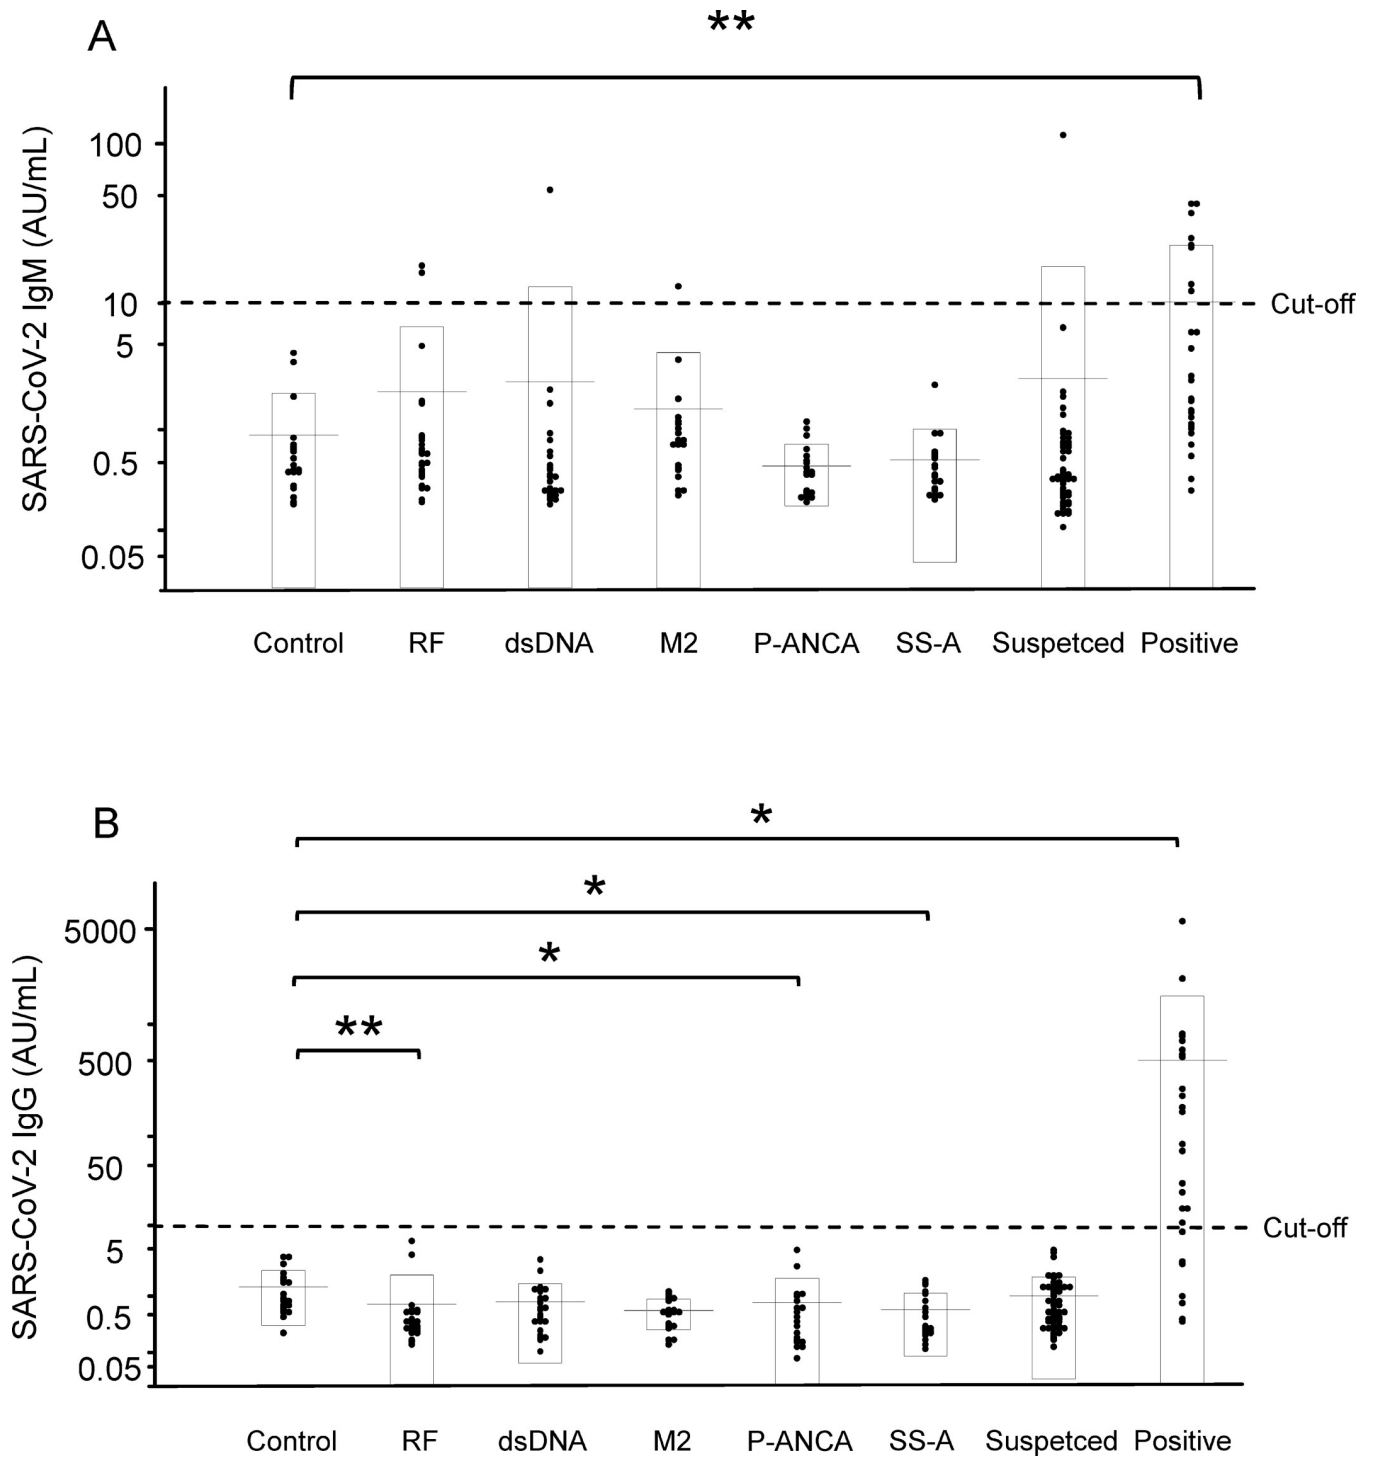 A
**
SARS-CoV-2 IgM (AU/mL)
100
50
10
5
0.5
0.05
Cut-off
Control RF dsDNA M2 P-ANCA SS-A Suspetced Positive
B
*
*
*
**
SARS-CoV-2 IgG (AU/mL)
5000
500
50
5
0.5
0.05
Cut-off
Control RF dsDNA M2 P-ANCA SS-A Suspetced Positive